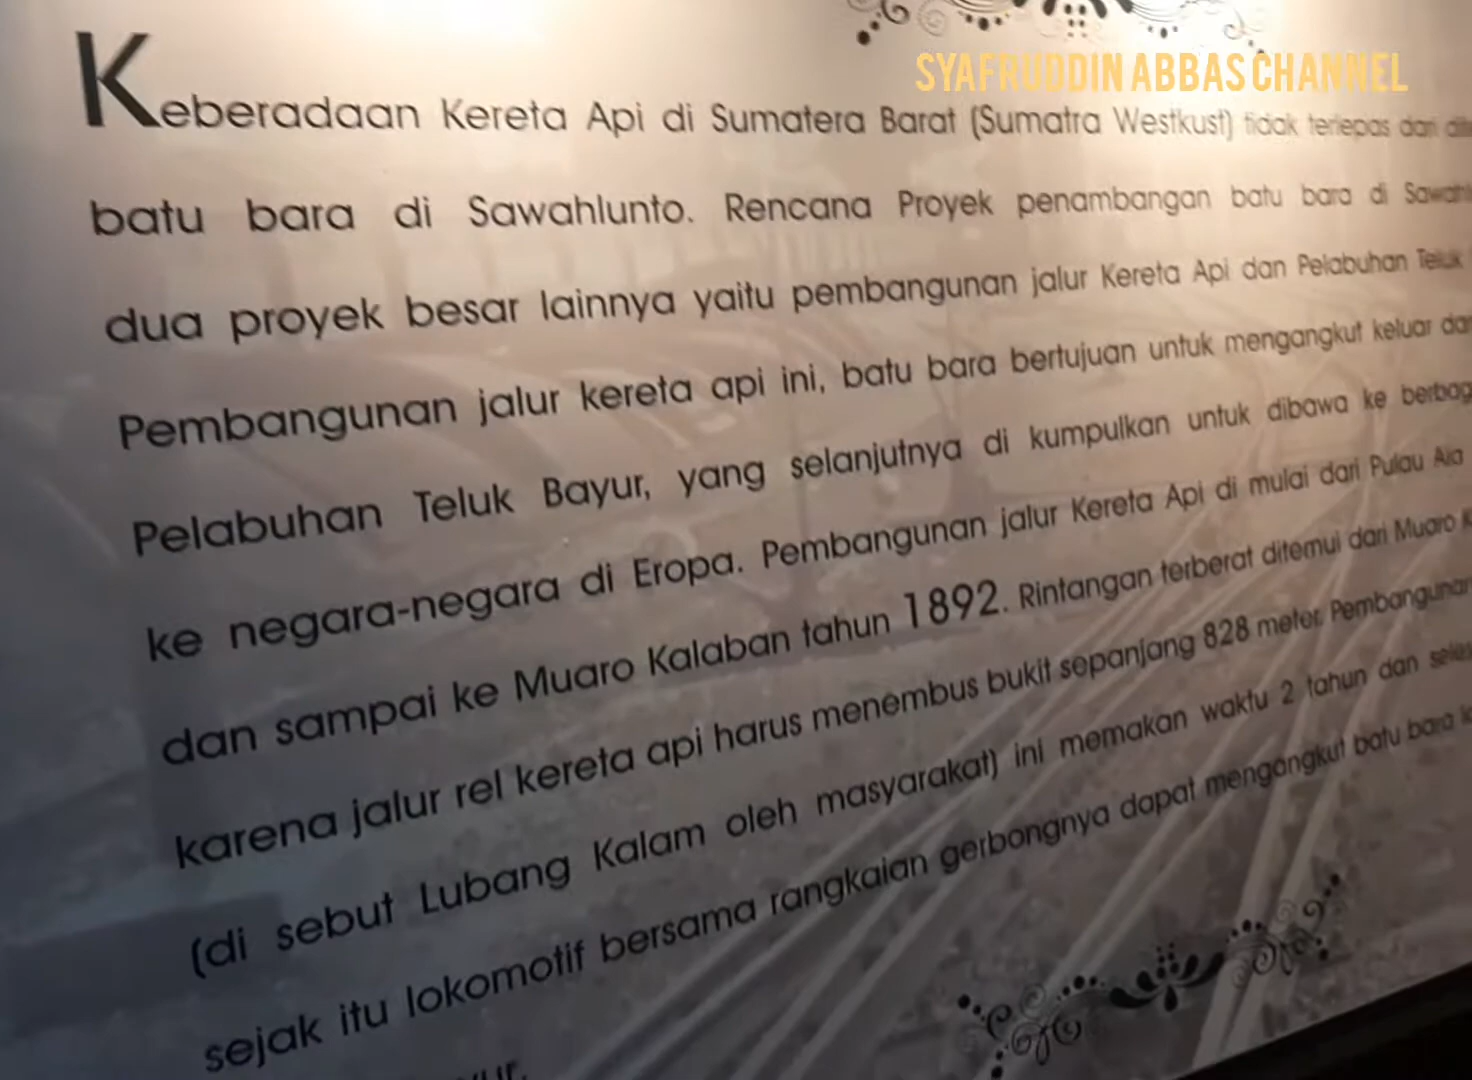 SYAFRUDDIN ABBAS CHANNEL
Keberadaan Kereta Api di Sumatera Barat (Sumatra Westkust) tidak terlepas dari
batu bara di Sawahlunto. Rencana Proyek penambangan batu bara di
dua proyek besar lainnya yaitu pembangunan jalur Kereta Api dan Pelabuhan Teluk
Pembangunan jalur kereta api ini, batu bara bertujuan untuk mengangkut keluar
Pelabuhan Teluk Bayur, yang selanjutnya di kumpulkan untuk dibawa ke
ke negara-negara di Eropa. Pembangunan jalur Kereta Api di mulai dari Pulau Aia
dan sampai ke Muaro Kalaban tahun 1892. Rintangan terberat ditemui dari Muaro
karena jalur rel kereta api harus menembus bukit sepanjang 828 meter. Pembangunan
(di sebut Lubang Kalam oleh masyarakat) ini memakan waktu 2 tahun dan
sejak itu lokomotif bersama rangkaian gerbongnya dapat mengangkut batu bara